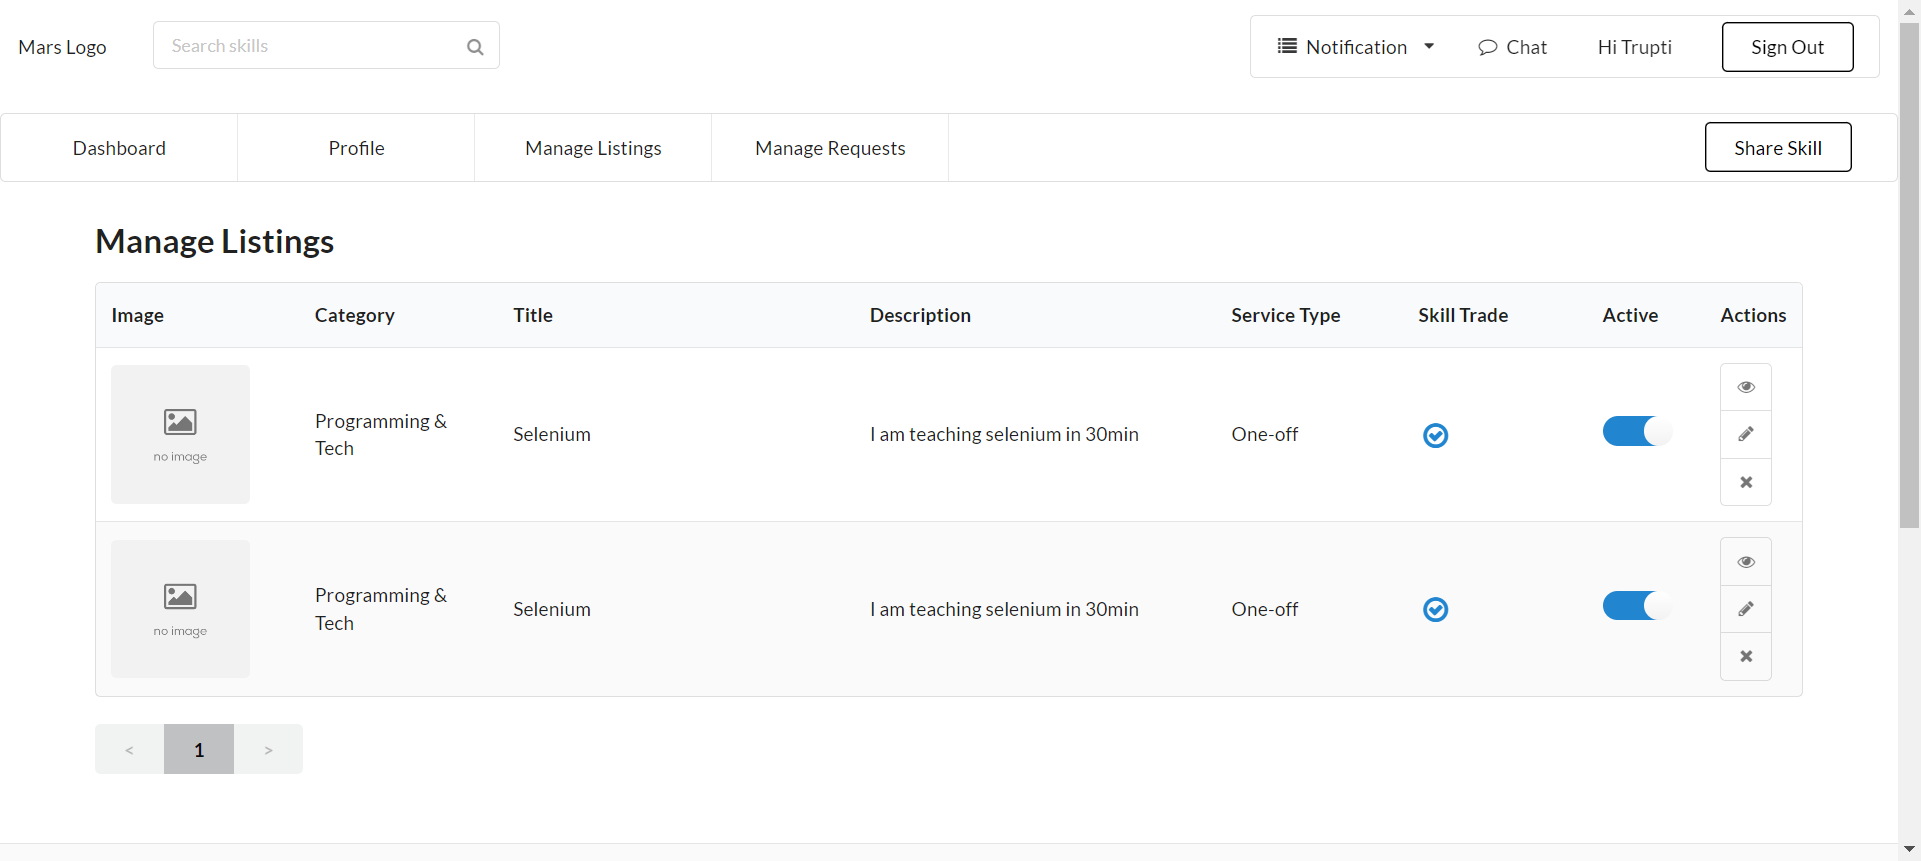 Mars Logo
Search skills
Notification
Chat
Hi Trupti
Sign Out
Dashboard
Profile
Manage Listings
Manage Requests
Share Skill
Manage Listings
Image Category Title Description Service Type Skill Trade Active Actions
no image
Programming &
Tech
Selenium
I am teaching selenium in 30min
One-off
no image
Programming &
Tech
Selenium
I am teaching selenium in 30min
One-off
< 1 >